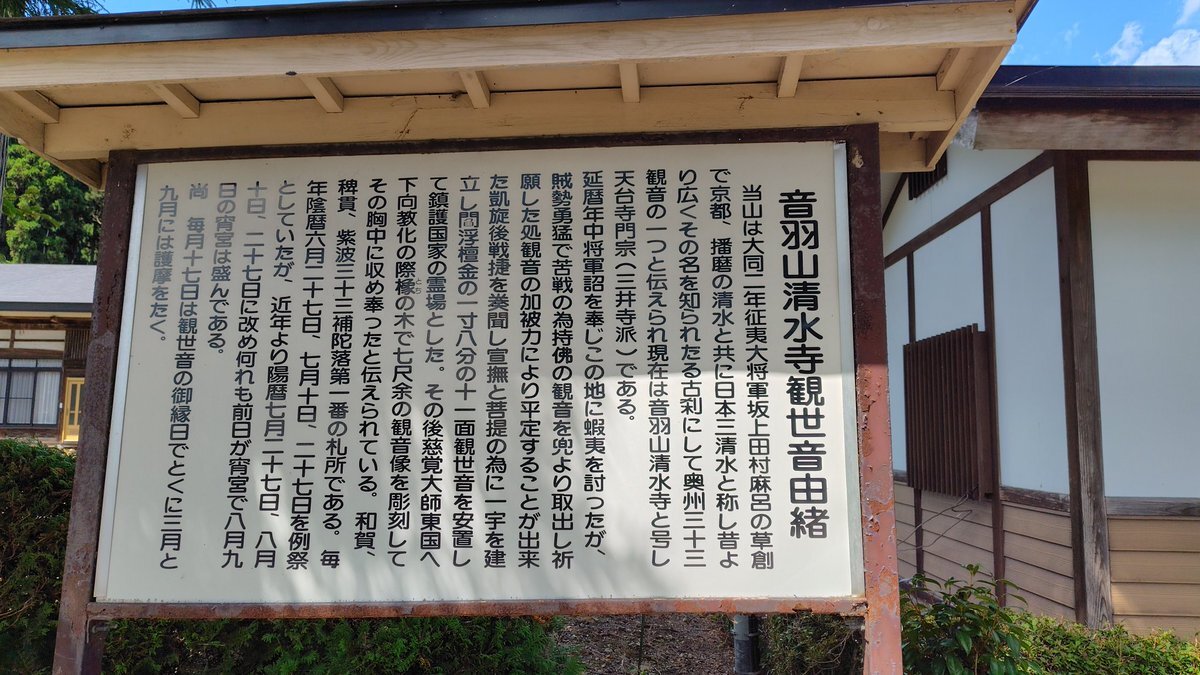 音羽山清水寺観世音由緒
当山は大同二年征夷大将軍坂上田村麻呂の草創
で京都、播磨の清水と共に日本三清水と称し昔よ
り広くその名を知られたる古刹にして奥州三十三
観音の一つと伝えられ現在は音羽山清水寺と号し
天台寺門宗(三井寺派)である。
延暦年中将軍詔を奉じこの地に蝦夷を討つたが、
賊勢勇猛で苦戦の為持佛の観音を兜より取出し祈
願した処観音の加被力により平定することが出来
た凱旋後戦捷を奏聞し宣撫と菩提の為に一宇を建
立し閻浮檀金の一寸八分の十一面観世音を安置し
て鎮護国家の霊場とした。その後慈覚大師東国へ
下向教化の際橡の木で七尺余の観音像を彫刻して
とち
その胸中に収め奉つたと伝えられている。和賀、
稗貫、紫波三十三補陀落第一番の札所である。毎
年陰暦六月二十七日、七月十日、二十七日を例祭
としていたが、近年より陽暦七月二十七日、八月
十日、二十七日に改め何れも前日が宵宮で八月九
日の宵宮は盛んである。
尚 毎月十七日は観世音の御縁日でとくに三月と
九月には護摩をたく。